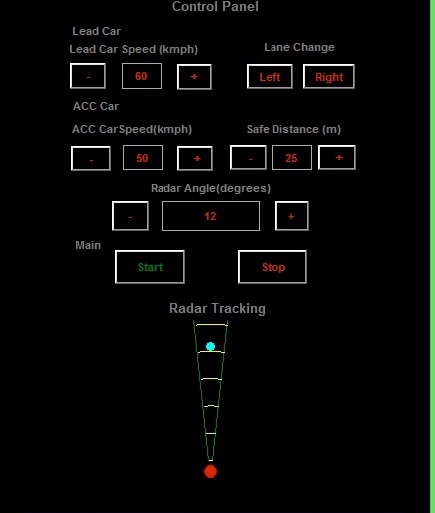 Control Panel
Lead Car
Lead Car Speed (kmph)
Lane Change
- 60 + Left Right
ACC Car
ACC CarSpeed(kmph) Safe Distance (m)
- 50 + - 25 +
Radar Angle(degrees)
- 12 +
Main
Start Stop
Radar Tracking